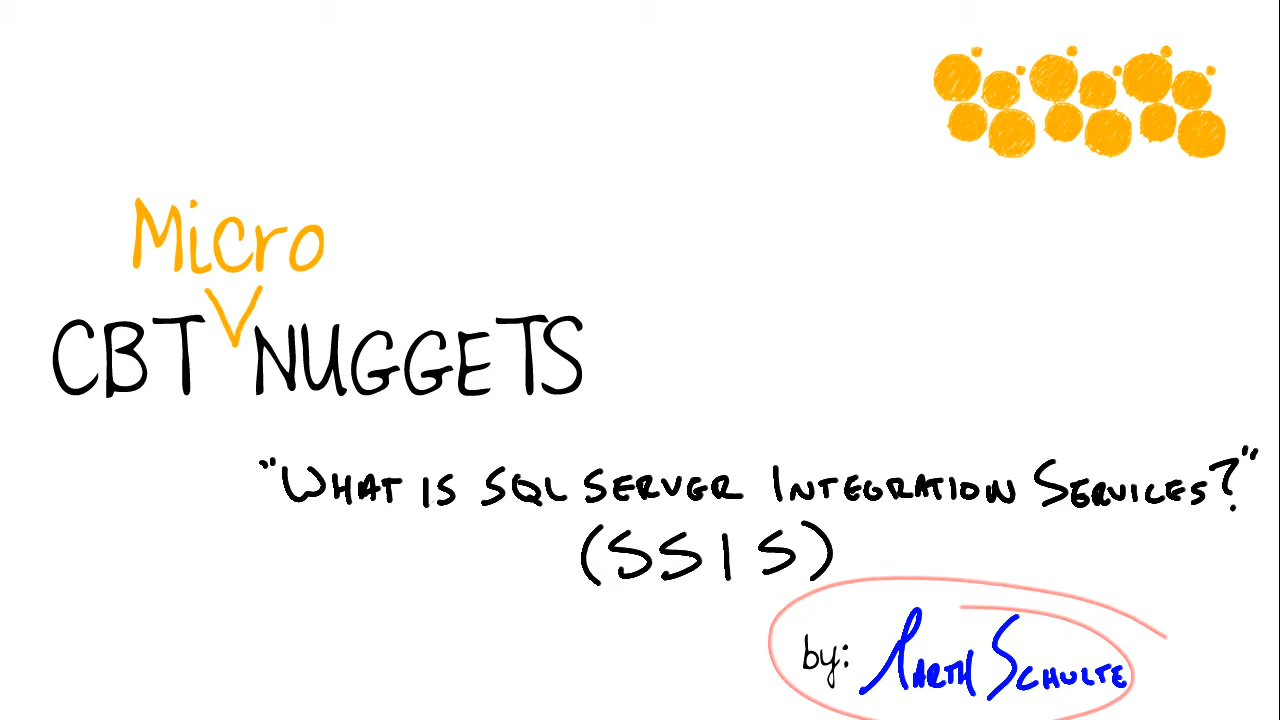 Micro
CBT NUGGETS
"WHAT IS SQL SERVER INTEGRATION SERVICES?"
(SSIS)
by: GARTH SCHULTE